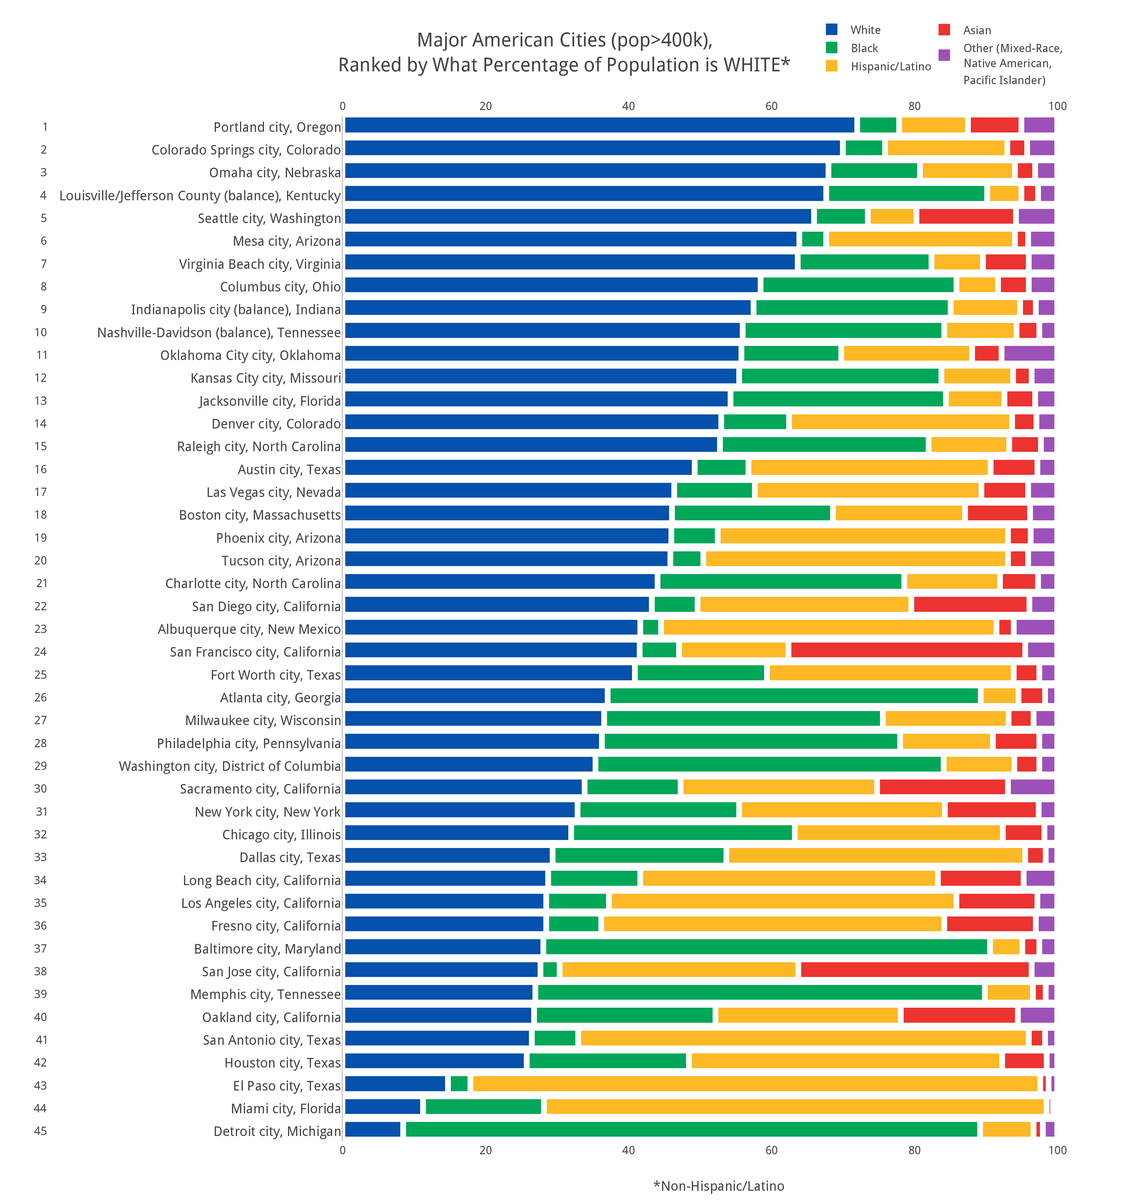 Major American Cities (pop>400k),
Ranked by What Percentage of Population is WHITE*
White
Black
Hispanic/Latino
Asian
Other (Mixed-Race,
Native American,
Pacific Islander)
0 20 40 60 80 100
1 Portland city, Oregon
2 Colorado Springs city, Colorado
3 Omaha city, Nebraska
4 Louisville/Jefferson County (balance), Kentucky
5 Seattle city, Washington
6 Mesa city, Arizona
7 Virginia Beach city, Virginia
8 Columbus city, Ohio
9 Indianapolis city (balance), Indiana
10 Nashville-Davidson (balance), Tennessee
11 Oklahoma City city, Oklahoma
12 Kansas City city, Missouri
13 Jacksonville city, Florida
14 Denver city, Colorado
15 Raleigh city, North Carolina
16 Austin city, Texas
17 Las Vegas city, Nevada
18 Boston city, Massachusetts
19 Phoenix city, Arizona
20 Tucson city, Arizona
21 Charlotte city, North Carolina
22 San Diego city, California
23 Albuquerque city, New Mexico
24 San Francisco city, California
25 Fort Worth city, Texas
26 Atlanta city, Georgia
27 Milwaukee city, Wisconsin
28 Philadelphia city, Pennsylvania
29 Washington city, District of Columbia
30 Sacramento city, California
31 New York city, New York
32 Chicago city, Illinois
33 Dallas city, Texas
34 Long Beach city, California
35 Los Angeles city, California
36 Fresno city, California
37 Baltimore city, Maryland
38 San Jose city, California
39 Memphis city, Tennessee
40 Oakland city, California
41 San Antonio city, Texas
42 Houston city, Texas
43 El Paso city, Texas
44 Miami city, Florida
45 Detroit city, Michigan
0 20 40 60 80 100
*Non-Hispanic/Latino